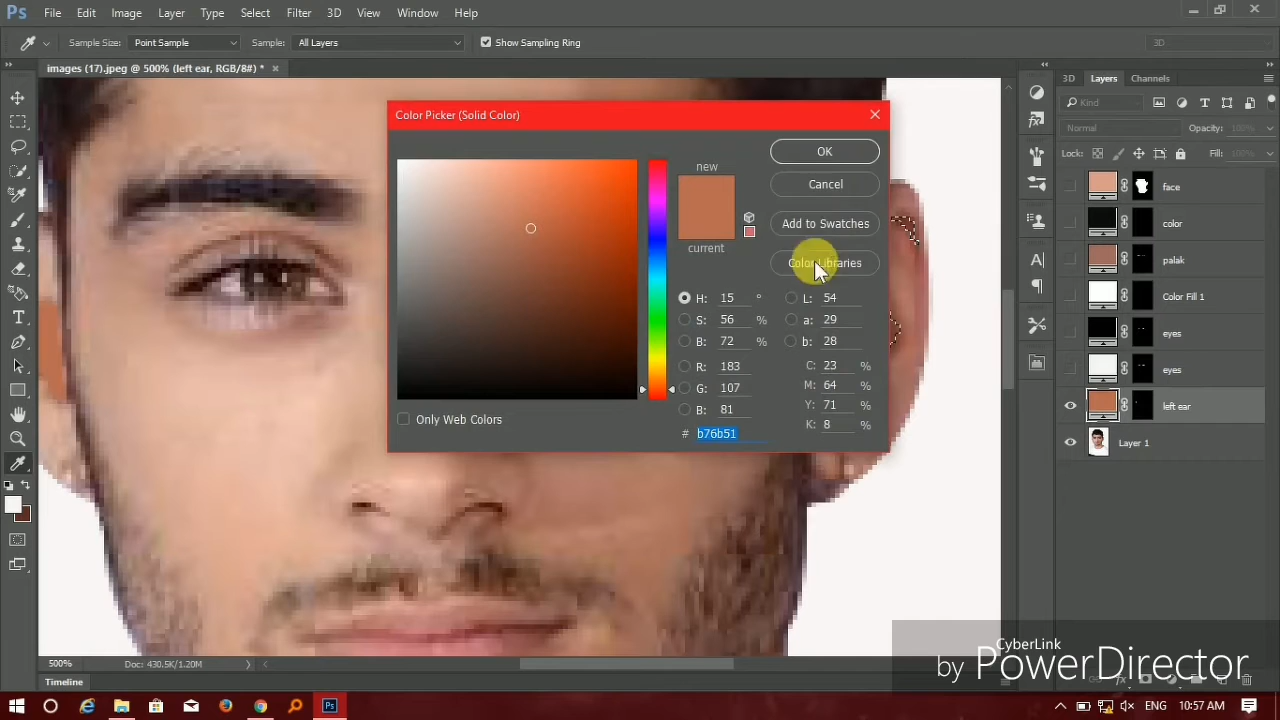 Ps File Edit Image Layer Type Select Filter 3D View Window Help
Sample Size: Point Sample Sample: All Layers Show Sampling Ring 3D
images (17).jpeg @ 500% (left ear, RGB/8#) * ×
3D Layers Channels
Kind
Normal Opacity: 100%
Lock: Fill: 100%
face
color
palak
Color Fill 1
eyes
eyes
left ear
Layer 1
Color Picker (Solid Color)
new
current
OK
Cancel
Add to Swatches
Color Libraries
H: 15 ° L: 54
S: 56 % a: 29
B: 72 % b: 28
R: 183 C: 23 %
G: 107 M: 64 %
B: 81 Y: 71 %
# b76b51 K: 8 %
Only Web Colors
500% Doc: 430.5K/1.20M
Timeline
CyberLink
by PowerDirector
ENG 10:57 AM